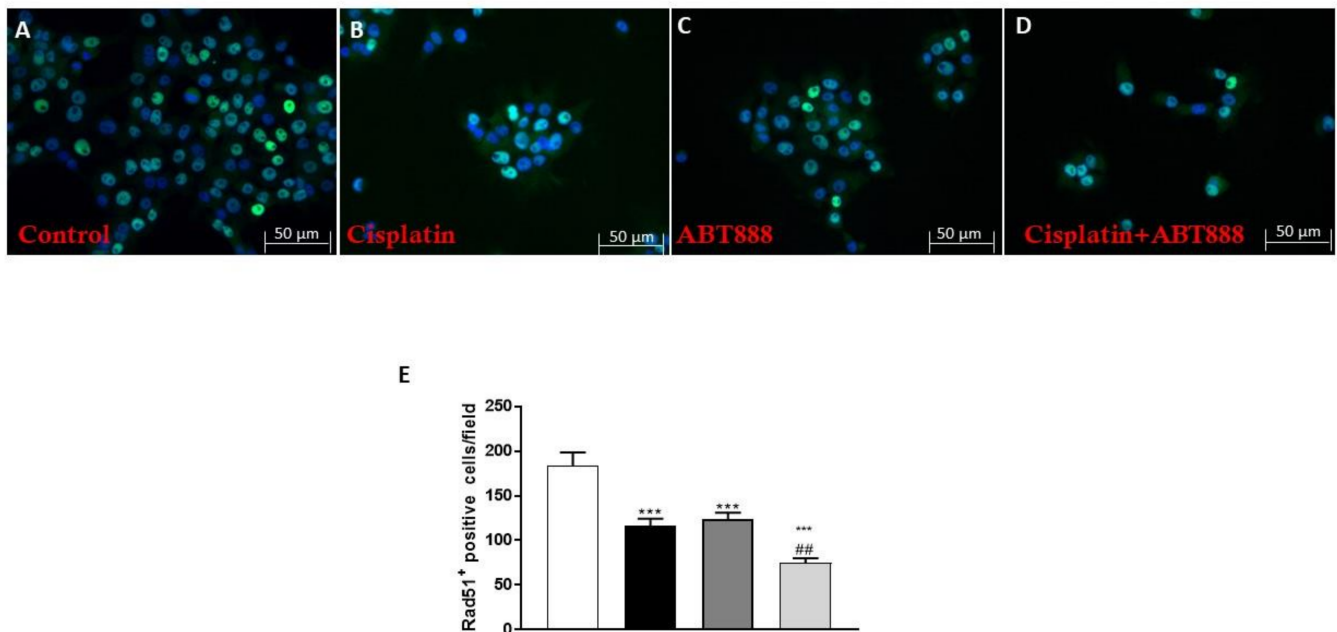 A
B
C
D
Control
50 µm
Cisplatin
50 µm
ABT888
50 µm
Cisplatin+ABT888
50 µm
E
Rad51+ positive cells/field
250
200
150
100
50
0
***
***
***
##